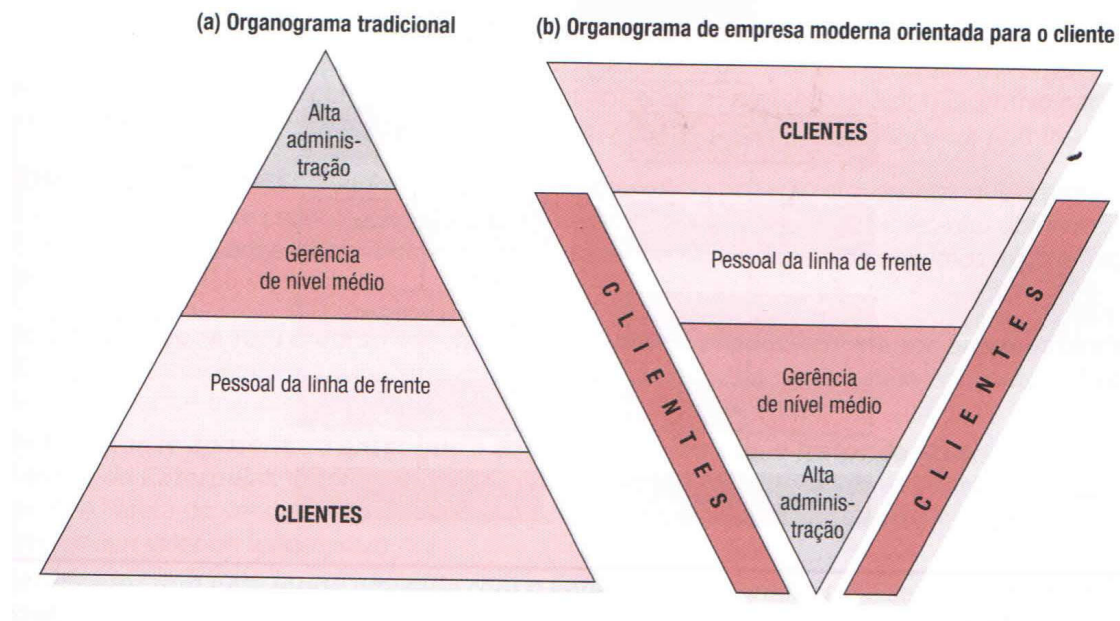 (a) Organograma tradicional
Alta
adminis-
tração
Gerência
de nível médio
Pessoal da linha de frente
CLIENTES
(b) Organograma de empresa moderna orientada para o cliente
CLIENTES
Pessoal da linha de frente
Gerência
de nível médio
Alta
adminis-
tração
CLIENTES
CLIENTES